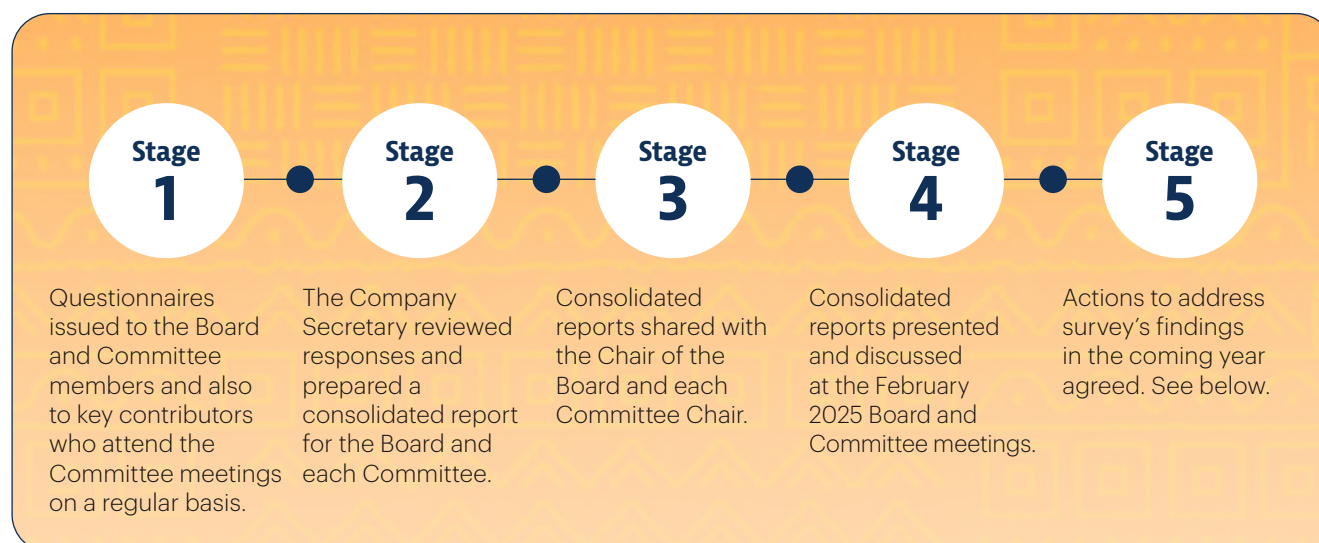 Stage
1
Questionnaires
issued to the Board
and Committee
members and also
to key contributors
who attend the
Committee meetings
on a regular basis.
Stage
2
The Company
Secretary reviewed
responses and
prepared a
consolidated report
for the Board and
each Committee.
Stage
3
Consolidated
reports shared with
the Chair of the
Board and each
Committee Chair.
Stage
4
Consolidated
reports presented
and discussed
at the February
2025 Board and
Committee meetings.
Stage
5
Actions to address
survey’s findings
in the coming year
agreed. See below.